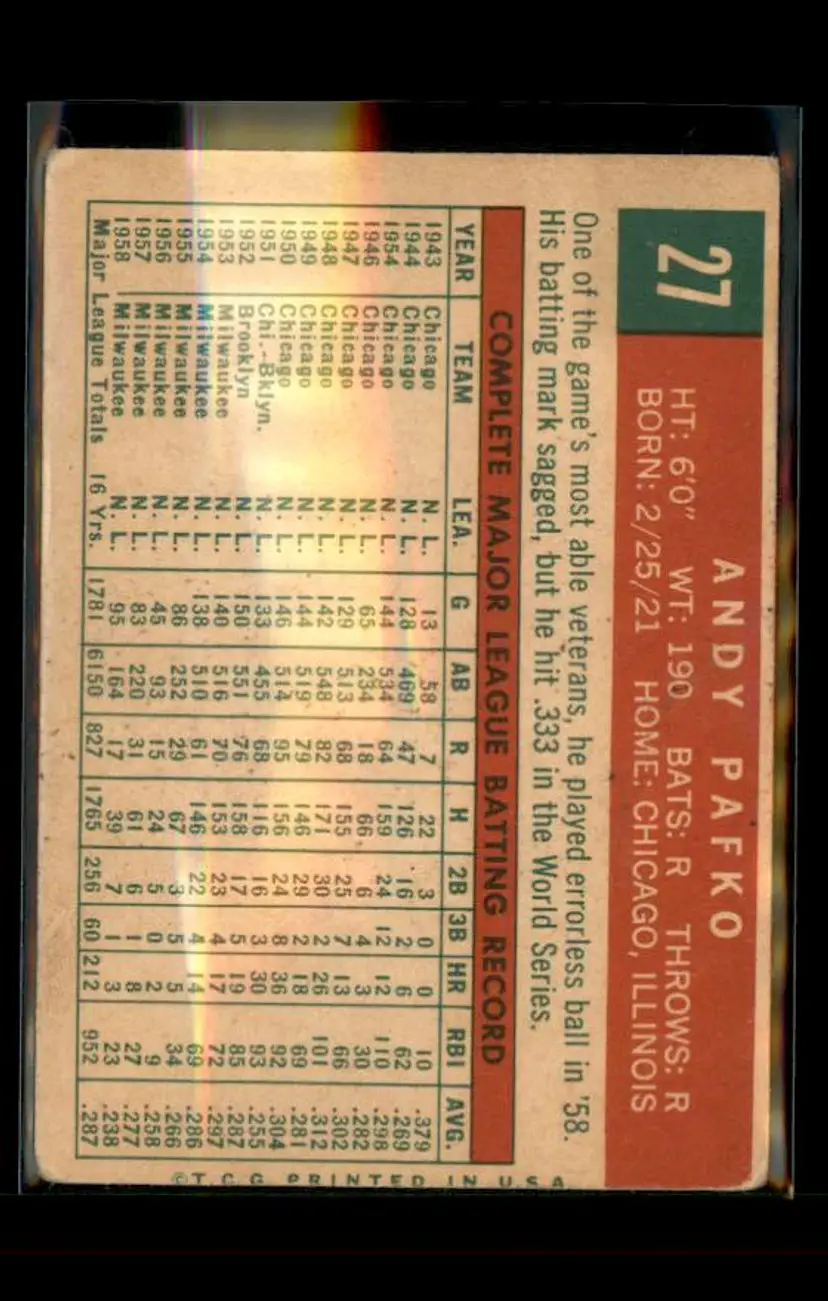 27
ANDY PAFKO
HT: 6'0" WT: 190 BATS: R THROWS: R
BORN: 2/25/21 HOME: CHICAGO, ILLINOIS
One of the game's most able veterans, he played errorless ball in '58.
His batting mark sagged, but he hit .333 in the World Series.
COMPLETE MAJOR LEAGUE BATTING RECORD
YEAR TEAM LEA. G AB R H 2B 3B HR RBI AVG.
1943 Chicago N. L. 13 58 7 22 3 0 0 10 .379
1944 Chicago N. L. 128 469 47 126 16 2 6 62 .269
1954 Chicago N. L. 144 534 64 159 24 12 12 110 .298
1946 Chicago N. L. 65 234 18 66 6 4 3 30 .282
1947 Chicago N. L. 129 513 68 155 25 7 13 66 .302
1948 Chicago N. L. 142 548 82 171 30 2 26 101 .312
1949 Chicago N. L. 144 519 79 146 29 2 18 69 .281
1950 Chicago N. L. 146 514 95 156 24 8 36 92 .304
1951 Chi.-Bklyn. N. L. 133 455 68 116 16 3 30 93 .255
1952 Brooklyn N. L. 150 551 76 158 17 5 19 85 .287
1953 Milwaukee N. L. 140 516 70 153 23 4 17 72 .297
1954 Milwaukee N. L. 138 510 61 146 22 4 14 69 .286
1955 Milwaukee N. L. 86 252 29 67 3 5 5 34 .266
1956 Milwaukee N. L. 45 93 15 24 5 0 2 9 .258
1957 Milwaukee N. L. 83 220 31 61 6 1 8 27 .277
1958 Milwaukee N. L. 95 164 17 39 7 1 3 23 .238
Major League Totals 16 Yrs. 1781 6150 827 1765 256 60 212 952 .287
©T.C.G. PRINTED IN U.S.A.